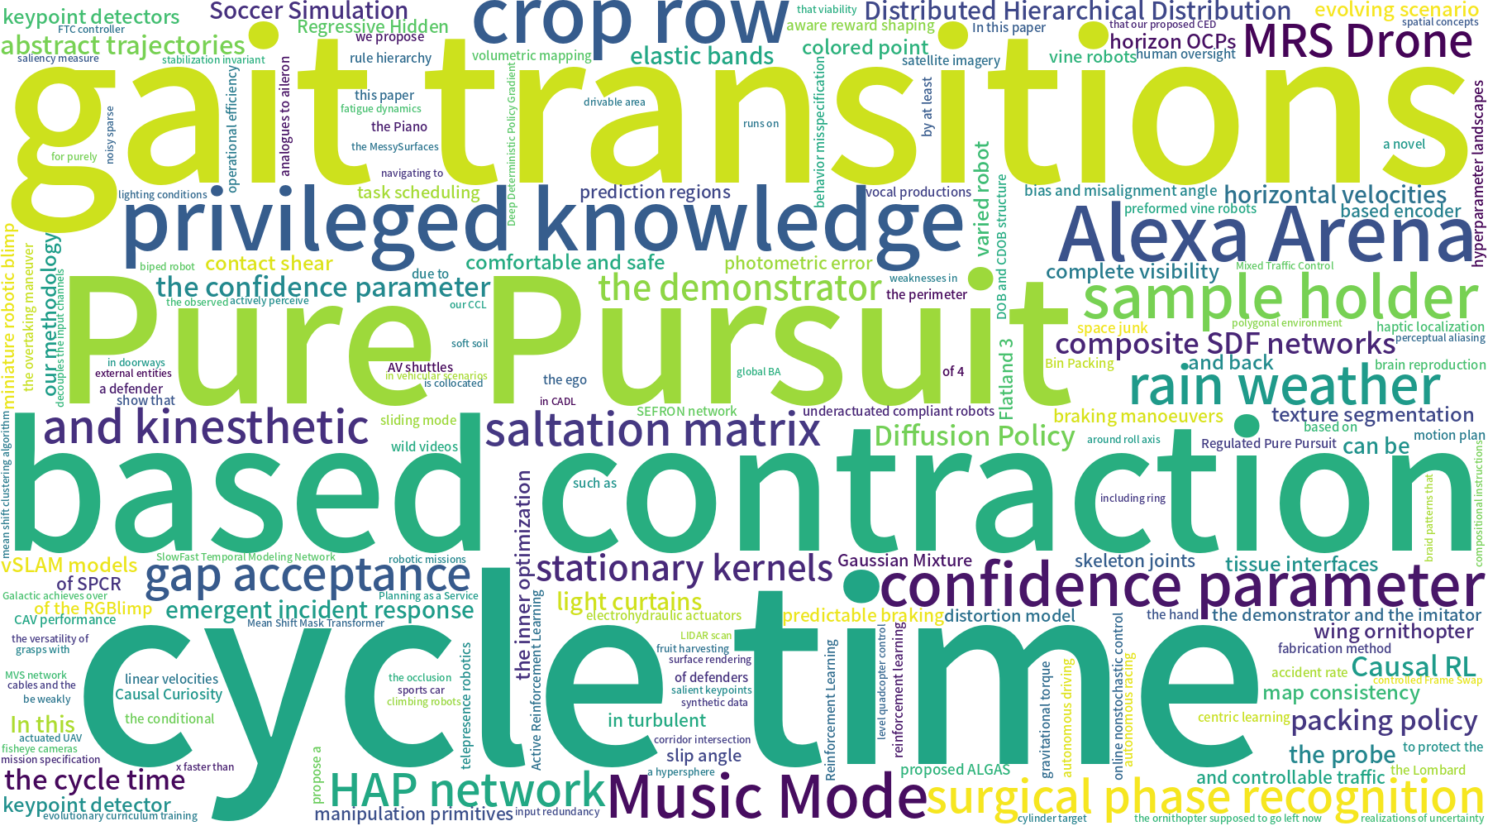 keypoint detectors
Soccer Simulation
crop row
that viability
Distributed Hierarchical Distribution
evolving scenario
FTC controller
Regressive Hidden
we propose
aware reward shaping
In this paper
that our proposed CED
spatial concepts
abstract trajectories
saliency measure
stabilization invariant
rule hierarchy
volumetric mapping
elastic bands
colored point
satellite imagery
horizon OCPs
vine robots
human oversight
MRS Drone
gait transitions
for purely
noisy sparse
operational efficiency
analogues to aileron
this paper
fatigue dynamics
the Piano
the MessySurfaces
navigating to
Deep Deterministic Policy Gradient
drivable area
runs on
behavior misspecification
by at least
varied robot
a novel
hyperparameter landscapes
lighting conditions
task scheduling
prediction regions
vocal productions
bias and misalignment angle
horizontal velocities
privileged knowledge
preformed vine robots
based encoder
Alexa Arena
DOB and CDOB structure
miniature robotic blimp
the overtaking maneuver
our methodology
decouples the input channels
biped robot
contact shear
due to
comfortable and safe
photometric error
weaknesses in
complete visibility
Mixed Traffic Control
the confidence parameter
the observed
actively perceive
our CCL
the demonstrator
the perimeter
sample holder
Pure Pursuit
space junk
polygonal environment
haptic localization
composite SDF networks
perceptual aliasing
soft soil
in doorways
external entities
a defender
show that
AV shuttles
in vehicular scenarios
is collocated
the ego
in CADL
global BA
of 4
Flatland 3
Bin Packing
and back
brain reproduction
rain weather
and kinesthetic
sliding mode
wild videos
saltation matrix
SEFRON network
underactuated compliant robots
Diffusion Policy
braking manoeuvers
around roll axis
texture segmentation
based on
Regulated Pure Pursuit
can be
motion plan
mean shift clustering algorithm
based contraction
such as
including ring
braid patterns that
compositional instructions
vSLAM models
SlowFast Temporal Modeling Network
robotic missions
of SPCR
gap acceptance
the inner optimization
stationary kernels
Gaussian Mixture
skeleton joints
tissue interfaces
confidence parameter
Galactic achieves over
Planning as a Service
of the RGBlimp
emergent incident response
light curtains
electrohydraulic actuators
predictable braking
distortion model
the hand
the demonstrator and the imitator
CAV performance
Mean Shift Mask Transformer
wing ornithopter
the versatility of
grasps with
LIDAR scan
fruit harvesting
surface rendering
fabrication method
cycle time
MVS network
cables and the
be weakly
linear velocities
Causal Curiosity
the conditional
the occlusion
sports car
climbing robots
telepresence robotics
Active Reinforcement Learning
of defenders
salient keypoints
synthetic data
in turbulent
corridor intersection
slip angle
a hypersphere
Reinforcement Learning
level quadcopter control
reinforcement learning
gravitational torque
autonomous driving
online nonstochastic control
autonomous racing
accident rate
Causal RL
controlled Frame Swap
map consistency
centric learning
packing policy
In this
actuated UAV
fisheye cameras
mission specification
x faster than
the probe
to protect the
the cycle time
propose a
HAP network
Music Mode
proposed ALGAS
and controllable traffic
the Lombard
surgical phase recognition
keypoint detector
evolutionary curriculum training
manipulation primitives
input redundancy
cylinder target
the ornithopter supposed to go left now
realizations of uncertainty